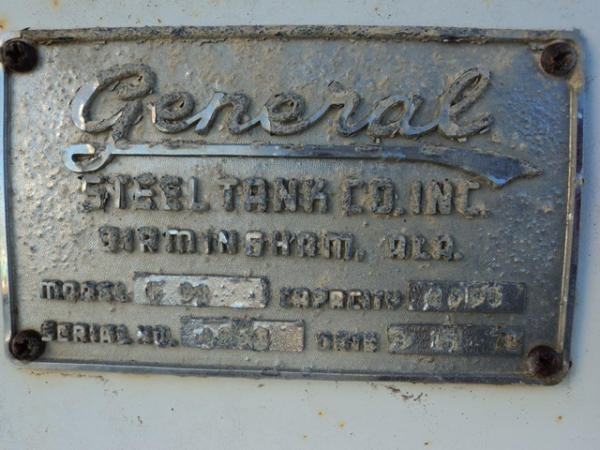 General
STEEL TANK CO. INC.
BIRMINGHAM, ALA.
MODEL CAPACITY
SERIAL NO. DATE